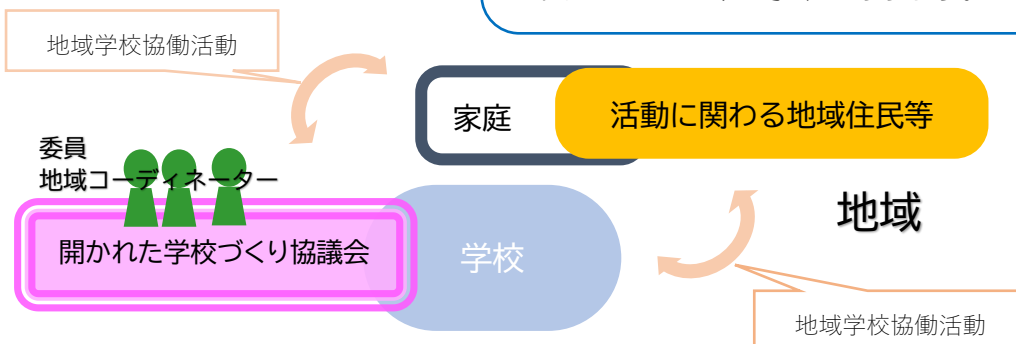 地域学校協働活動
家庭
活動に関わる地域住民等
委員
地域コーディネーター
地域
開かれた学校づくり協議会
学校
地域学校協働活動